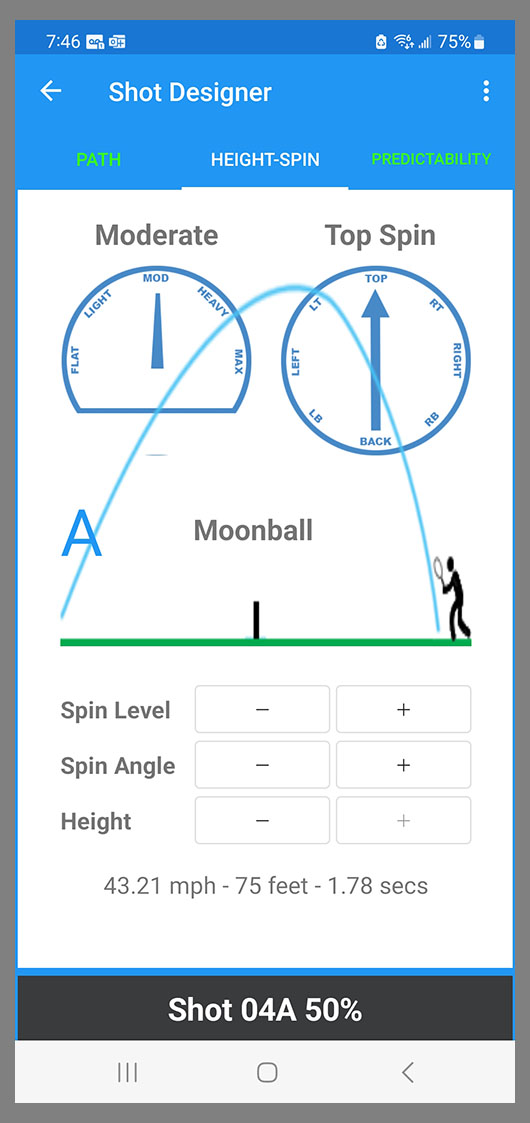 7:46 75%
Shot Designer
PATH HEIGHT-SPIN PREDICTABILITY
Moderate Top Spin
FLAT LIGHT MOD HEAVY MAX
TOP RT RIGHT RB BACK LB LEFT LT
A Moonball
Spin Level − +
Spin Angle − +
Height − +
43.21 mph - 75 feet - 1.78 secs
Shot 04A 50%